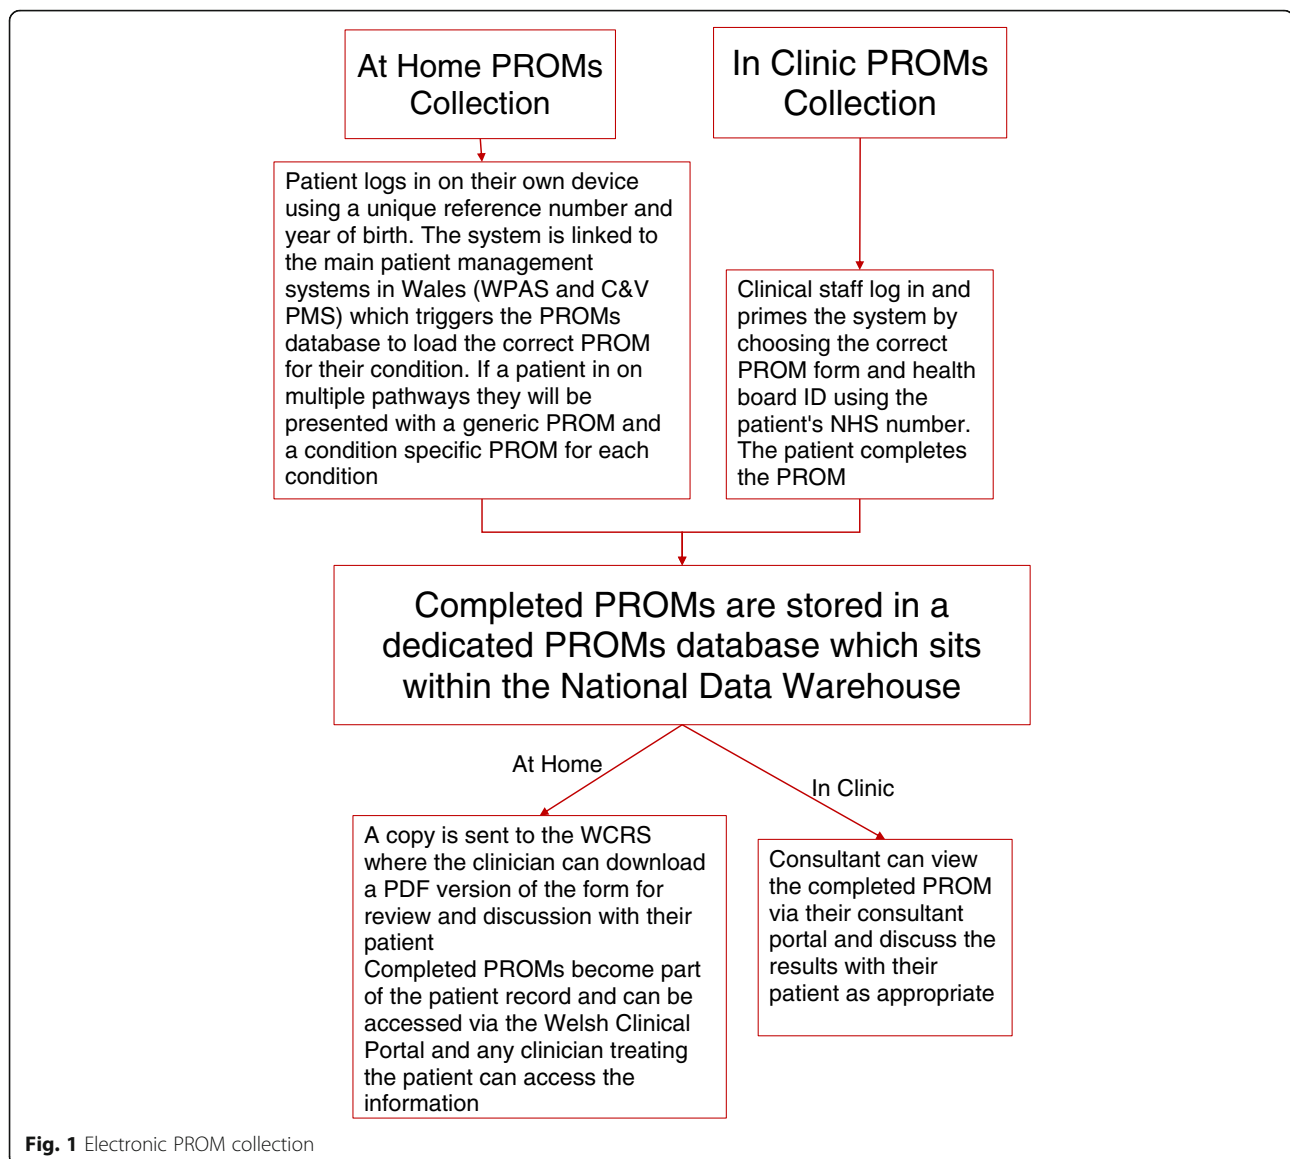 At Home PROMs
Collection
In Clinic PROMs
Collection
Patient logs in on their own device
using a unique reference number and
year of birth. The system is linked to
the main patient management
systems in Wales (WPAS and C&V
PMS) which triggers the PROMs
database to load the correct PROM
for their condition. If a patient in on
multiple pathways they will be
presented with a generic PROM and
a condition specific PROM for each
condition
Clinical staff log in and
primes the system by
choosing the correct
PROM form and health
board ID using the
patient's NHS number.
The patient completes
the PROM
Completed PROMs are stored in a
dedicated PROMs database which sits
within the National Data Warehouse
At Home
In Clinic
A copy is sent to the WCRS
where the clinician can download
a PDF version of the form for
review and discussion with their
patient
Completed PROMs become part
of the patient record and can be
accessed via the Welsh Clinical
Portal and any clinician treating
the patient can access the
information
Consultant can view
the completed PROM
via their consultant
portal and discuss the
results with their
patient as appropriate
Fig. 1 Electronic PROM collection